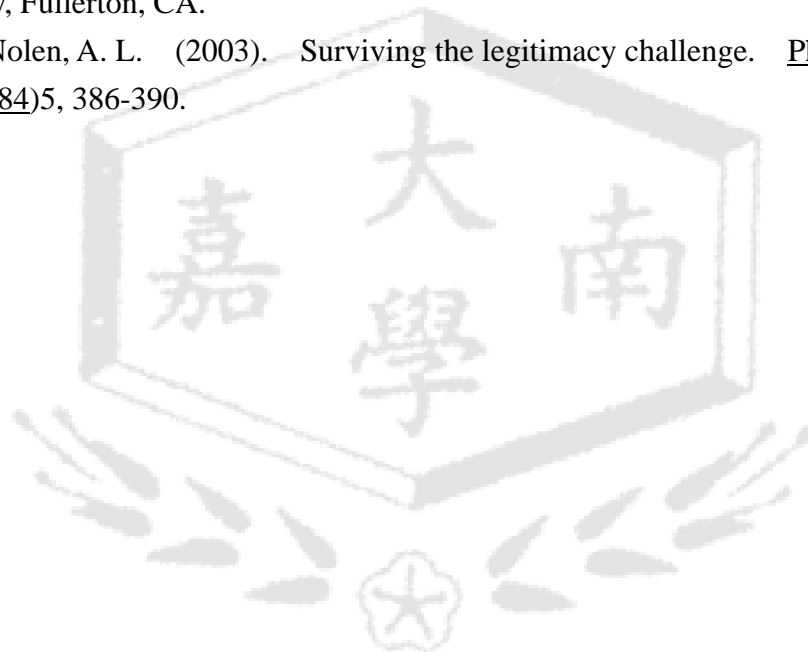 , Fullerton, CA.
Nolen, A. L. (2003). Surviving the legitimacy challenge.
84)5, 386-390.
大
嘉 南
學